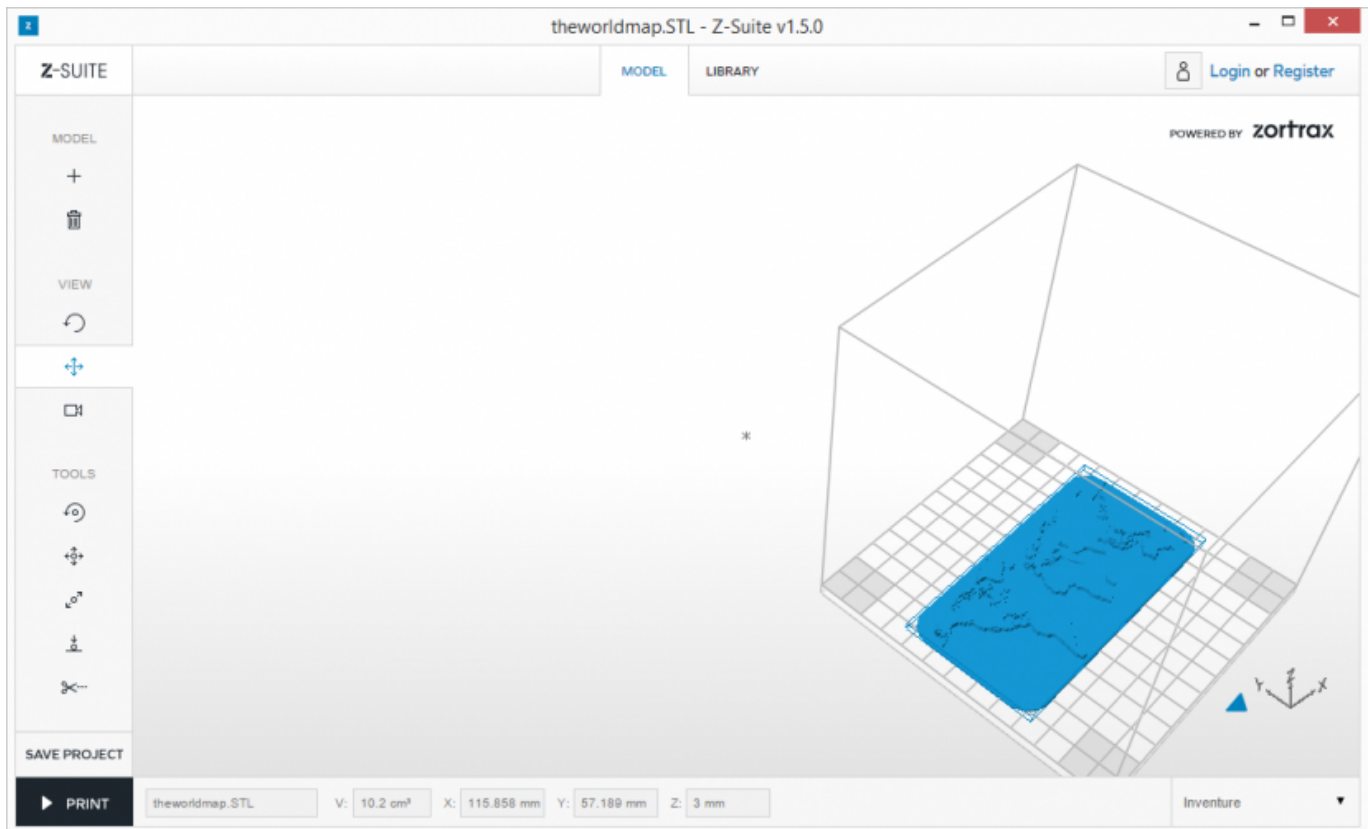 z
theworldmap.STL - Z-Suite v1.5.0
Z-SUITE
MODEL
LIBRARY
Login or Register
MODEL
POWERED BY zortrax
VIEW
TOOLS
Z
Y
X
SAVE PROJECT
PRINT
theworldmap.STL
V: 10.2 cm³
X: 115.858 mm
Y: 57.189 mm
Z: 3 mm
Inventure